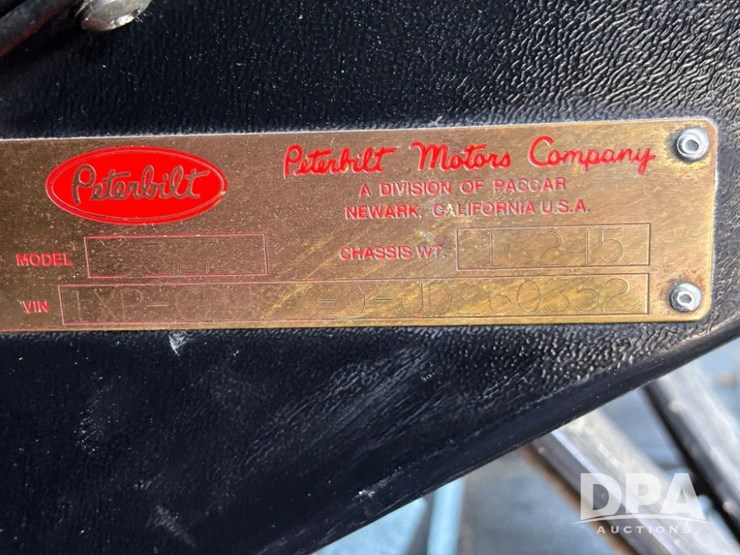 Peterbilt
Peterbilt Motors Company
A DIVISION OF PACCAR
NEWARK, CALIFORNIA U.S.A.
MODEL
CHASSIS WT.
VIN
DPA
AUCTIONS